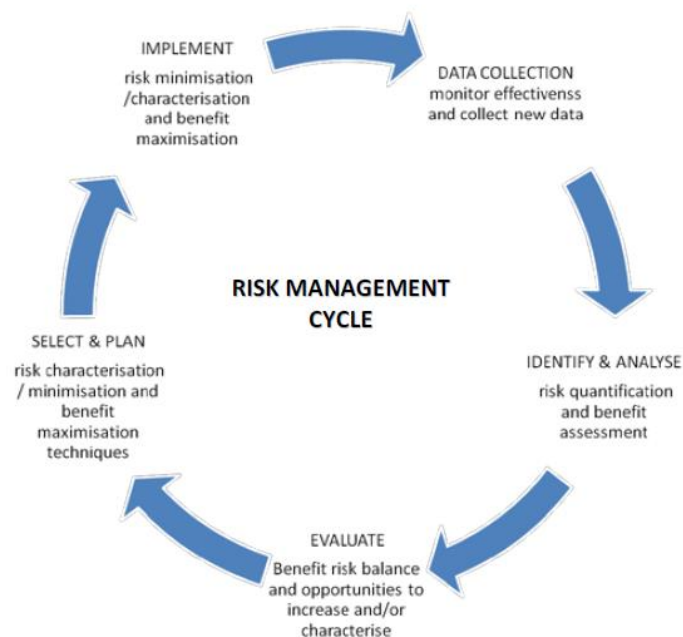 IMPLEMENT
risk minimisation
/characterisation
and benefit
maximisation
DATA COLLECTION
monitor effectivenss
and collect new data
RISK MANAGEMENT
CYCLE
IDENTIFY & ANALYSE
risk quantification
and benefit
assessment
EVALUATE
Benefit risk balance
and opportunities to
increase and/or
characterise
SELECT & PLAN
risk characterisation
/ minimisation and
benefit
maximisation
techniques